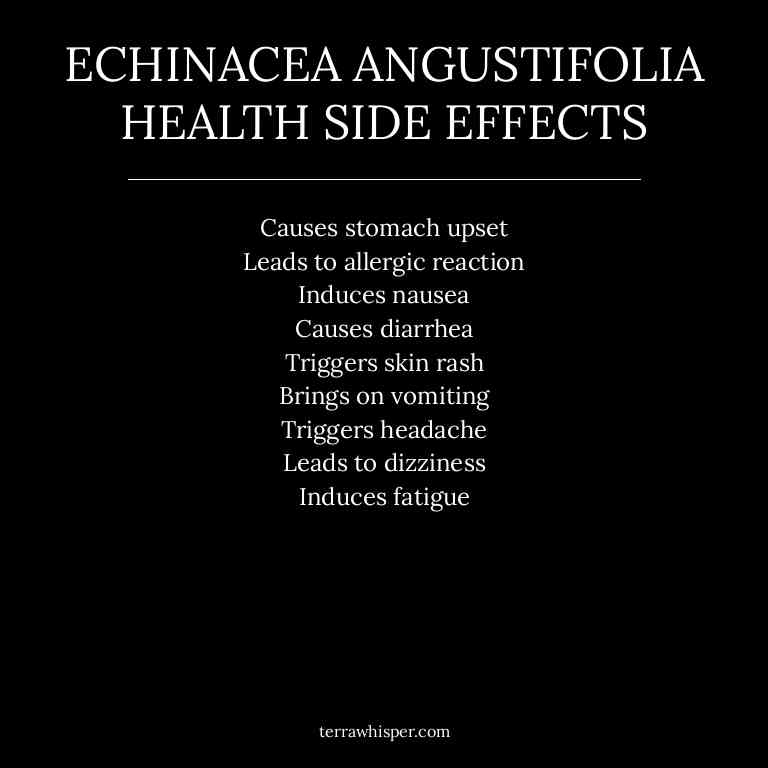 ECHINACEA ANGUSTIFOLIA
HEALTH SIDE EFFECTS
Causes stomach upset
Leads to allergic reaction
Induces nausea
Causes diarrhea
Triggers skin rash
Brings on vomiting
Triggers headache
Leads to dizziness
Induces fatigue
terrawhisper.com